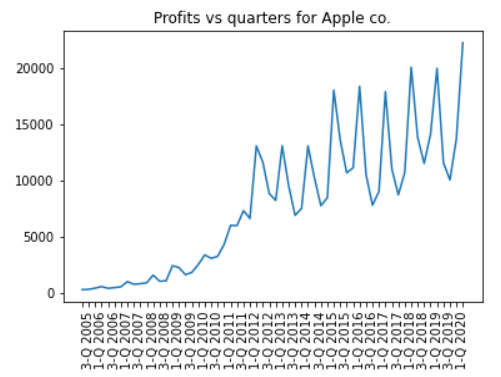 Profits vs quarters for Apple co.
20000
15000
10000
5000
0
3-Q 2005
1-Q 2006
3-Q 2006
1-Q 2007
3-Q 2007
1-Q 2008
3-Q 2008
1-Q 2009
3-Q 2009
1-Q 2010
3-Q 2010
1-Q 2011
3-Q 2011
1-Q 2012
3-Q 2012
1-Q 2013
3-Q 2013
1-Q 2014
3-Q 2014
1-Q 2015
3-Q 2015
1-Q 2016
3-Q 2016
1-Q 2017
3-Q 2017
1-Q 2018
3-Q 2018
1-Q 2019
3-Q 2019
1-Q 2020